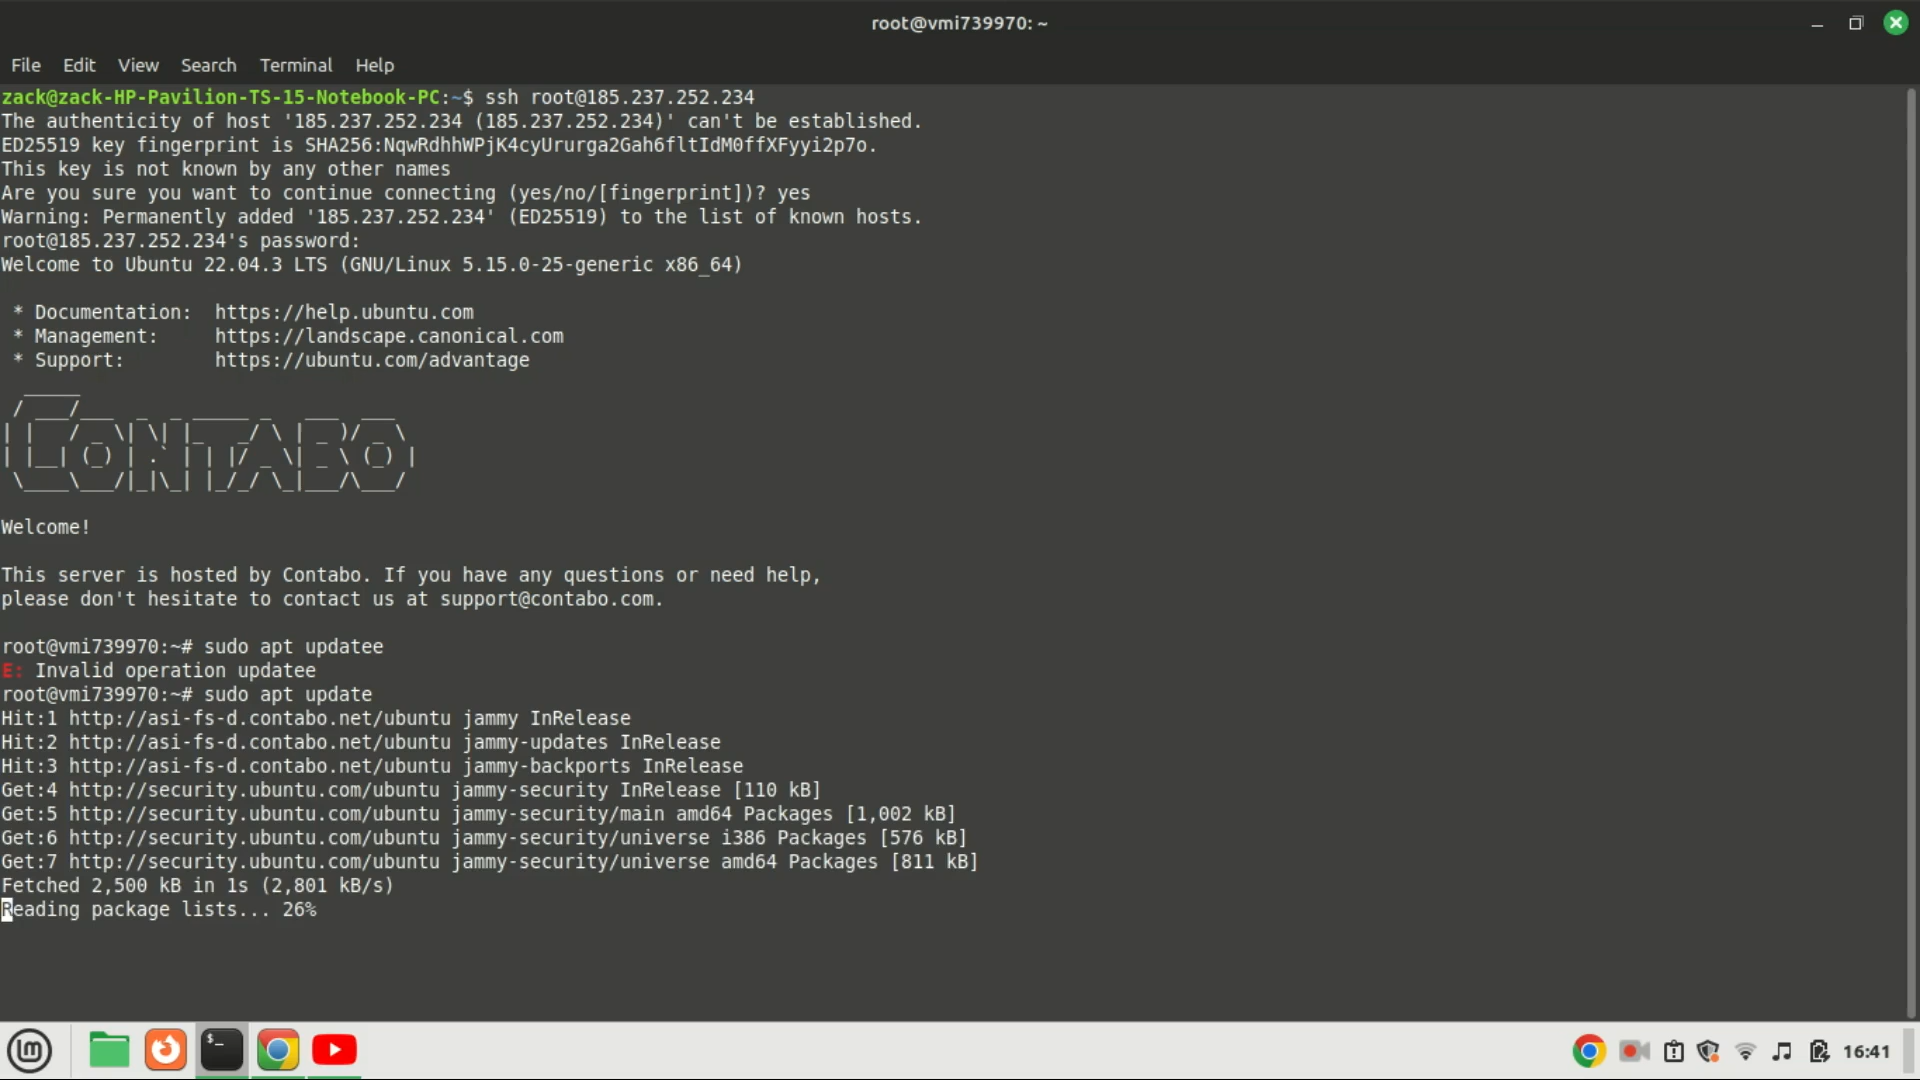 root@vmi739970: ~
File Edit View Search Terminal Help
zack@zack-HP-Pavilion-TS-15-Notebook-PC:~$ ssh root@185.237.252.234
The authenticity of host '185.237.252.234 (185.237.252.234)' can't be established.
ED25519 key fingerprint is SHA256:NqwRdhhWPjK4cyUrurga2Gah6fltIdM0ffXFyyi2p7o.
This key is not known by any other names
Are you sure you want to continue connecting (yes/no/[fingerprint])? yes
Warning: Permanently added '185.237.252.234' (ED25519) to the list of known hosts.
root@185.237.252.234's password:
Welcome to Ubuntu 22.04.3 LTS (GNU/Linux 5.15.0-25-generic x86_64)
* Documentation: https://help.ubuntu.com
* Management: https://landscape.canonical.com
* Support: https://ubuntu.com/advantage
CONTABO
Welcome!
This server is hosted by Contabo. If you have any questions or need help,
please don't hesitate to contact us at support@contabo.com.
root@vmi739970:~# sudo apt updatee
E: Invalid operation updatee
root@vmi739970:~# sudo apt update
Hit:1 http://asi-fs-d.contabo.net/ubuntu jammy InRelease
Hit:2 http://asi-fs-d.contabo.net/ubuntu jammy-updates InRelease
Hit:3 http://asi-fs-d.contabo.net/ubuntu jammy-backports InRelease
Get:4 http://security.ubuntu.com/ubuntu jammy-security InRelease [110 kB]
Get:5 http://security.ubuntu.com/ubuntu jammy-security/main amd64 Packages [1,002 kB]
Get:6 http://security.ubuntu.com/ubuntu jammy-security/universe i386 Packages [576 kB]
Get:7 http://security.ubuntu.com/ubuntu jammy-security/universe amd64 Packages [811 kB]
Fetched 2,500 kB in 1s (2,801 kB/s)
Reading package lists... 26%
16:41